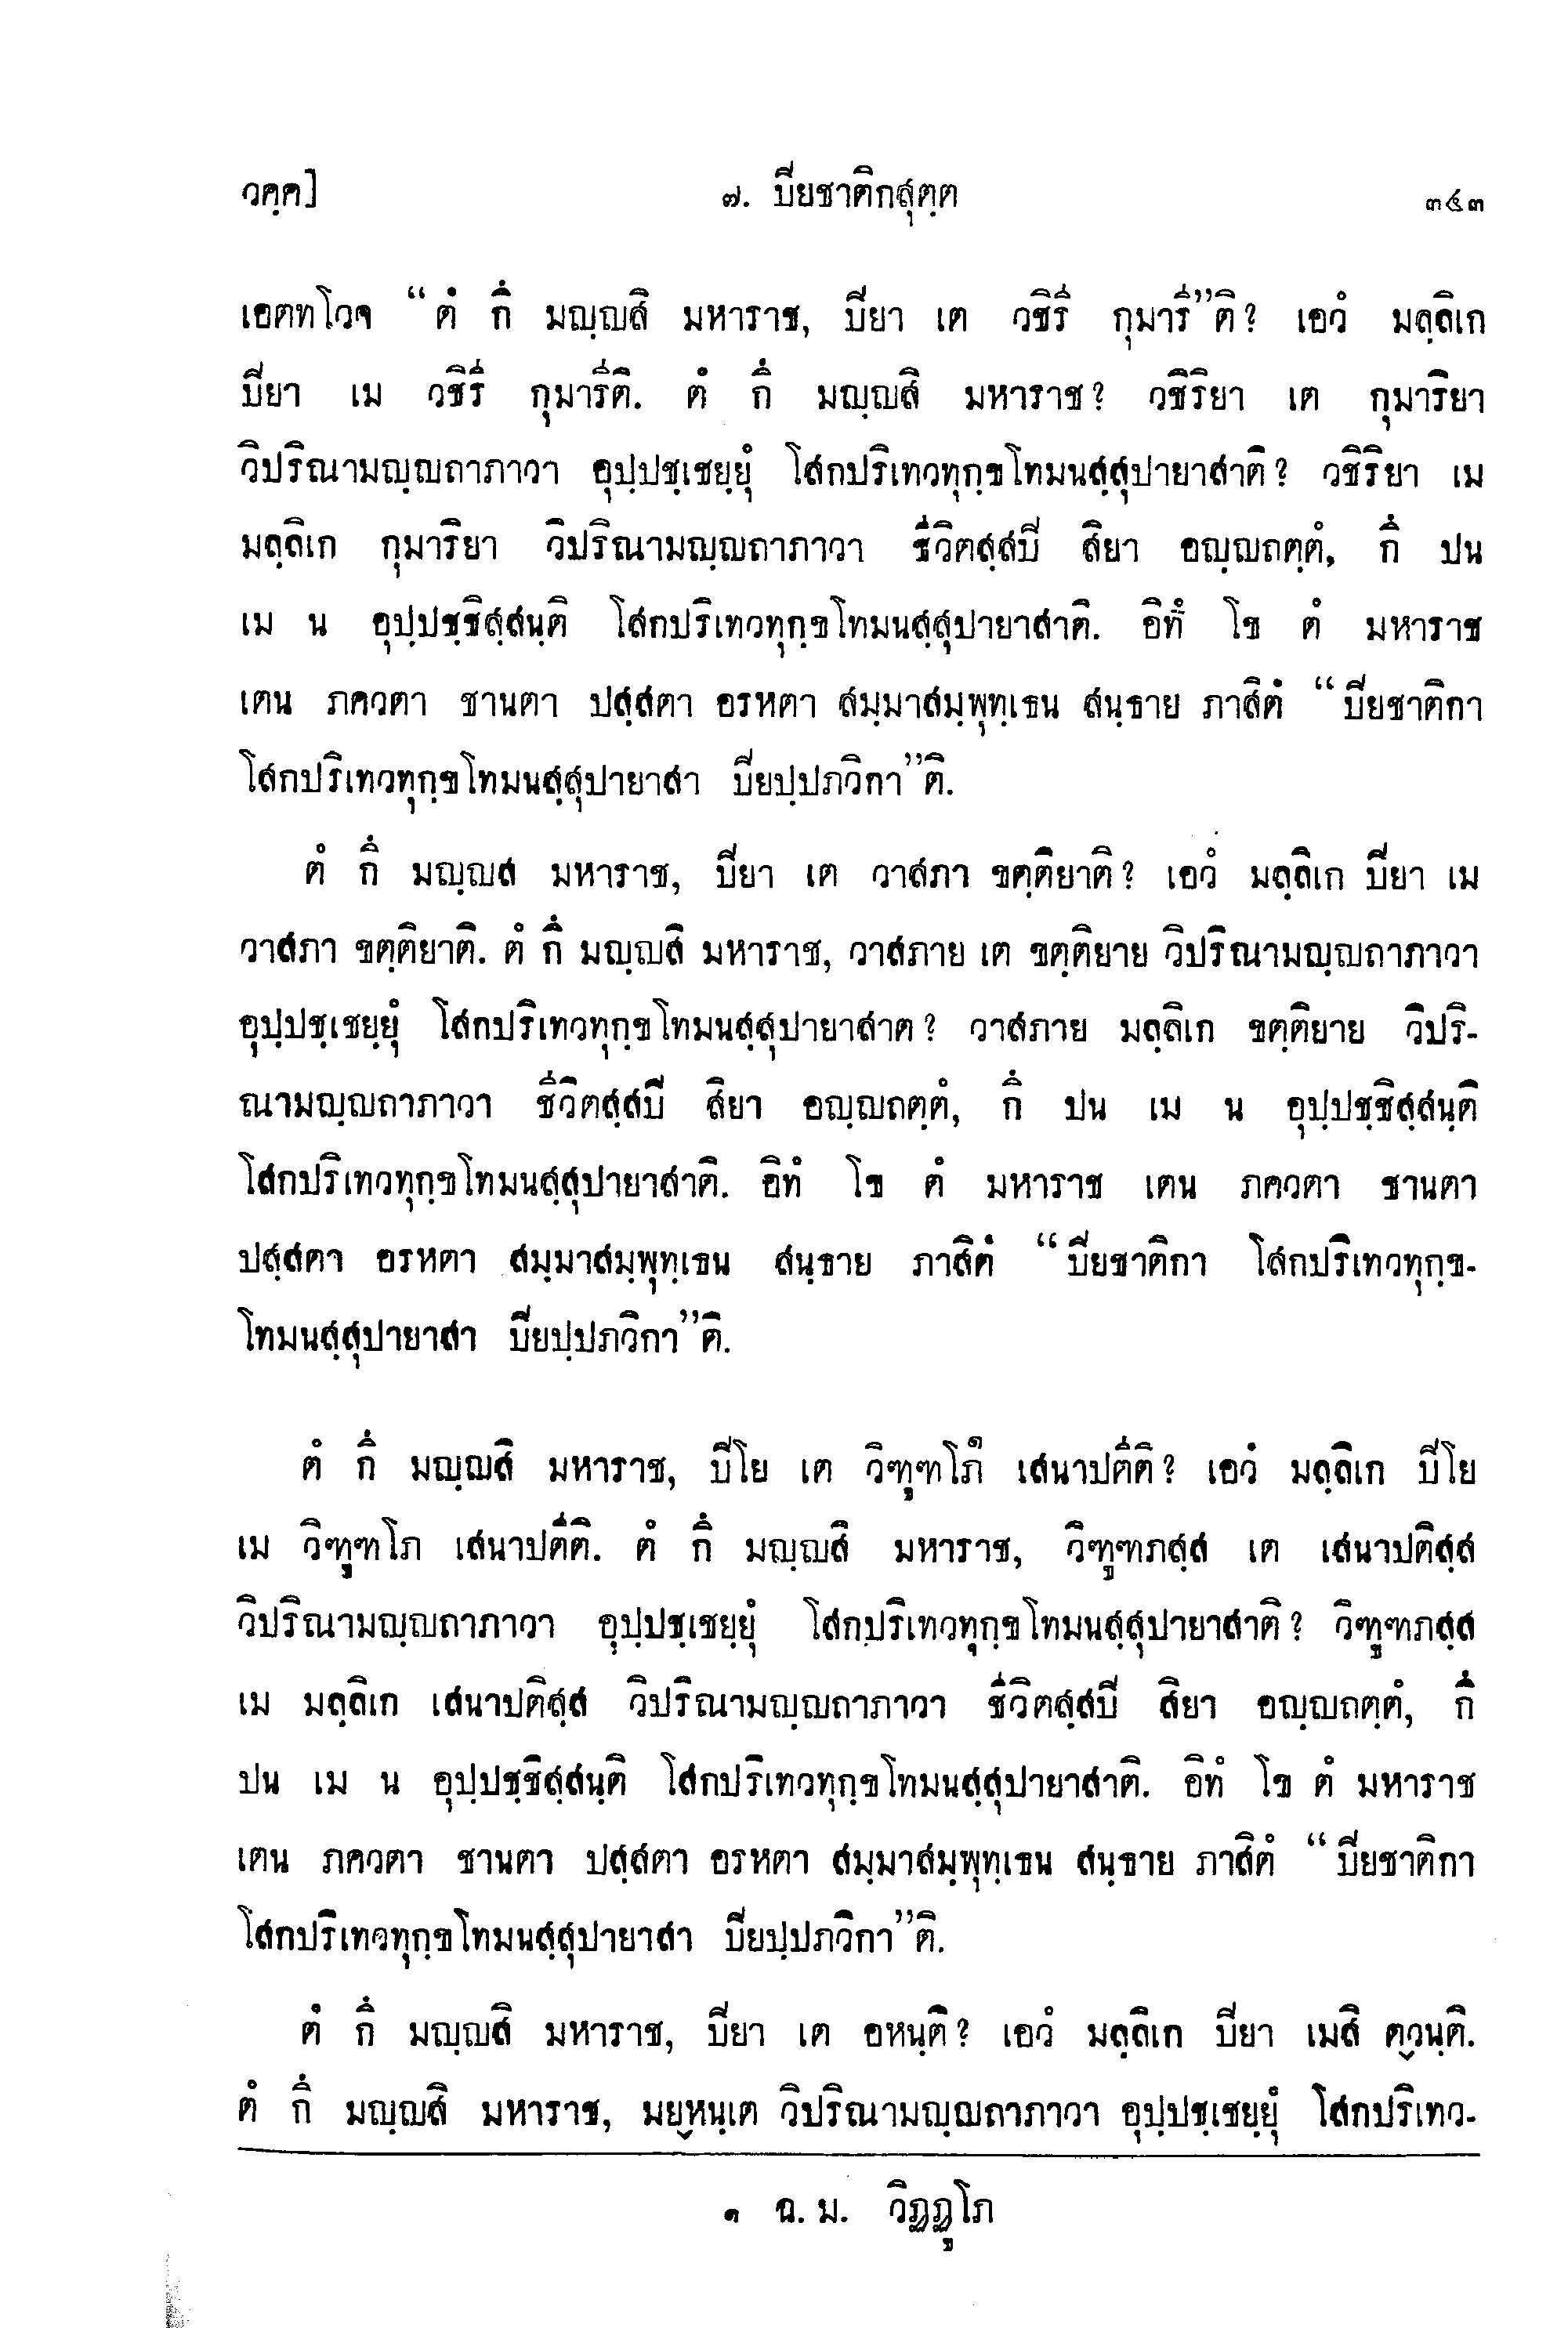 วคฺค]  ๗. ปิยชาติกสุตฺต  ๓๕๓
เอตทโวจ “ตํ กึ มญฺญสิ มหาราช, ปิยา เต วชิรี กุมารี”ติ? เอวํ มลฺลิเก
ปิยา เม วชิรี กุมารีติ. ตํ กึ มญฺญสิ มหาราช? วชิริยา เต กุมาริยา
วิปริณามญฺญถาภาวา อุปฺปชฺเชยฺยุํ โสกปริเทวทุกฺขโทมนสฺสุปายาสาติ? วชิริยา เม
มลฺลิเก กุมาริยา วิปริณามญฺญถาภาวา ชีวิตสฺสปิ สิยา อญฺญถตฺตํ, กึ ปน
เม น อุปฺปชฺชิสฺสนฺติ โสกปริเทวทุกฺขโทมนสฺสุปายาสาติ. อิทํ โข ตํ มหาราช
เตน ภควตา ชานตา ปสฺสตา อรหตา สมฺมาสมฺพุทฺเธน สนฺธาย ภาสิตํ “ปิยชาติกา
โสกปริเทวทุกฺขโทมนสฺสุปายาสา ปิยปฺปภวิกา”ติ.
ตํ กึ มญฺญส มหาราช, ปิยา เต วาสภา ขตฺติยาติ? เอวํ มลฺลิเก ปิยา เม
วาสภา ขตฺติยาติ. ตํ กึ มญฺญสิ มหาราช, วาสภาย เต ขตฺติยาย วิปริณามญฺญถาภาวา
อุปฺปชฺเชยฺยุํ โสกปริเทวทุกฺขโทมนสฺสุปายาสาต? วาสภาย มลฺลิเก ขตฺติยาย วิปริ-
ณามญฺญถาภาวา ชีวิตสฺสปิ สิยา อญฺญถตฺตํ, กึ ปน เม น อุปฺปชฺชิสฺสนฺติ
โสกปริเทวทุกฺขโทมนสฺสุปายาสาติ. อิทํ โข ตํ มหาราช เตน ภควตา ชานตา
ปสฺสตา อรหตา สมฺมาสมฺพุทฺเธน สนฺธาย ภาสิตํ “ปิยชาติกา โสกปริเทวทุกฺข-
โทมนสฺสุปายาสา ปิยปฺปภวิกา”ติ.
ตํ กึ มญฺญสิ มหาราช, ปิโย เต วิฑูฑโภ๑ เสนาปตีติ? เอวํ มลฺลิเก ปิโย
เม วิฑูฑโภ เสนาปตีติ. ตํ กึ มญฺญสิ มหาราช, วิฑูฑภสฺส เต เสนาปติสฺส
วิปริณามญฺญถาภาวา อุปฺปชฺเชยฺยุํ โสกปริเทวทุกฺขโทมนสฺสุปายาสาติ? วิฑูฑภสฺส
เม มลฺลิเก เสนาปติสฺส วิปริณามญฺญถาภาวา ชีวิตสฺสปิ สิยา อญฺญถตฺตํ, กึ
ปน เม น อุปฺปชฺชิสฺสนฺติ โสกปริเทวทุกฺขโทมนสฺสุปายาสาติ. อิทํ โข ตํ มหาราช
เตน ภควตา ชานตา ปสฺสตา อรหตา สมฺมาสมฺพุทฺเธน สนฺธาย ภาสิตํ “ปิยชาติกา
โสกปริเทวทุกฺขโทมนสฺสุปายาสา ปิยปฺปภวิกา”ติ.
ตํ กึ มญฺญสิ มหาราช, ปิยา เต อหนฺติ? เอวํ มลฺลิเก ปิยา เมสิ ตฺวนฺติ.
ตํ กึ มญฺญสิ มหาราช, มยฺหนฺเต วิปริณามญฺญถาภาวา อุปฺปชฺเชยฺยุํ โสกปริเทว-
๑ ฉ. ม. วิฏฏูโภ